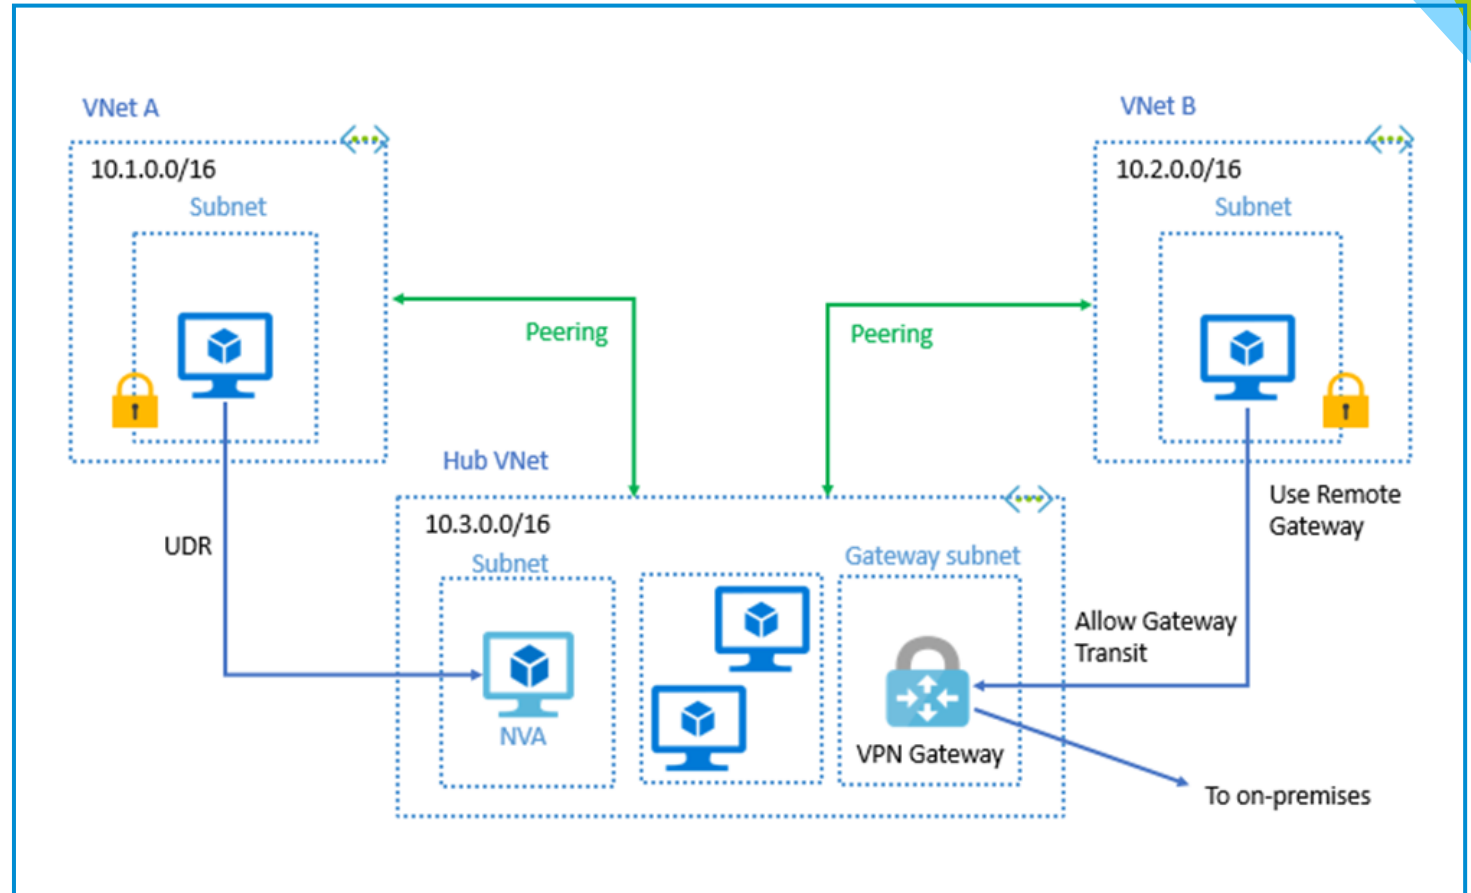 VNet A
10.1.0.0/16
Subnet
VNet B
10.2.0.0/16
Subnet
Peering
Peering
UDR
Hub VNet
10.3.0.0/16
Subnet
NVA
Gateway subnet
VPN Gateway
Use Remote
Gateway
Allow Gateway
Transit
To on-premises